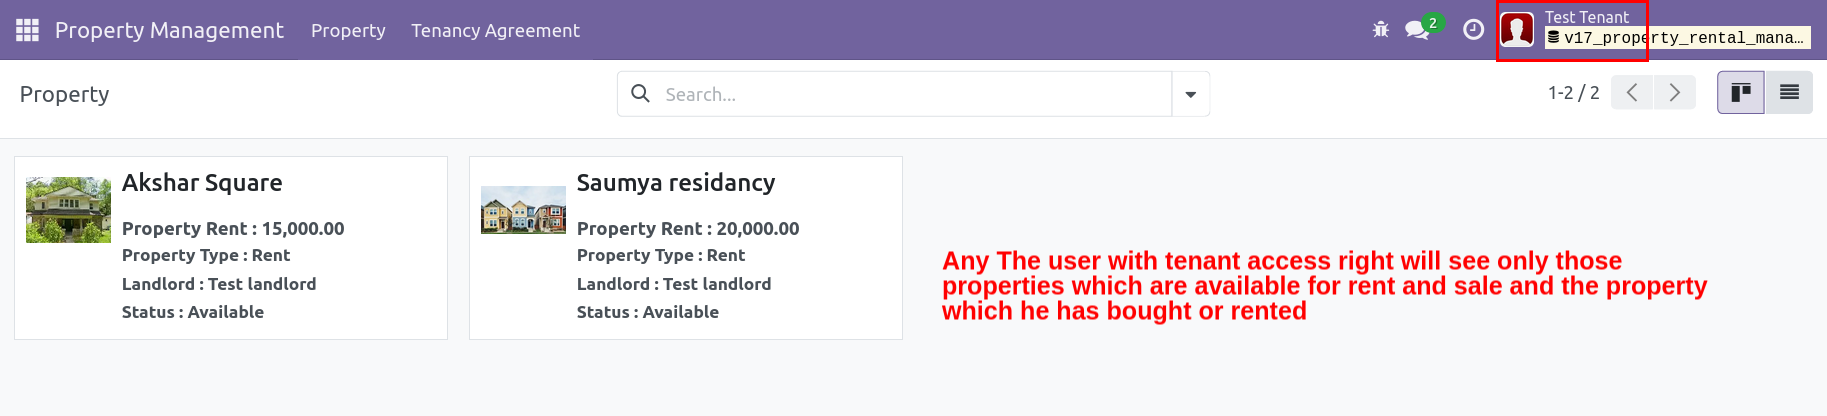 Property Management Property Tenancy Agreement 2 Test Tenant
v17_property_rental_mana...
Property Search... 1-2 / 2
Akshar Square
Property Rent : 15,000.00
Property Type : Rent
Landlord : Test landlord
Status : Available
Saumya residancy
Property Rent : 20,000.00
Property Type : Rent
Landlord : Test landlord
Status : Available
Any The user with tenant access right will see only those
properties which are available for rent and sale and the property
which he has bought or rented